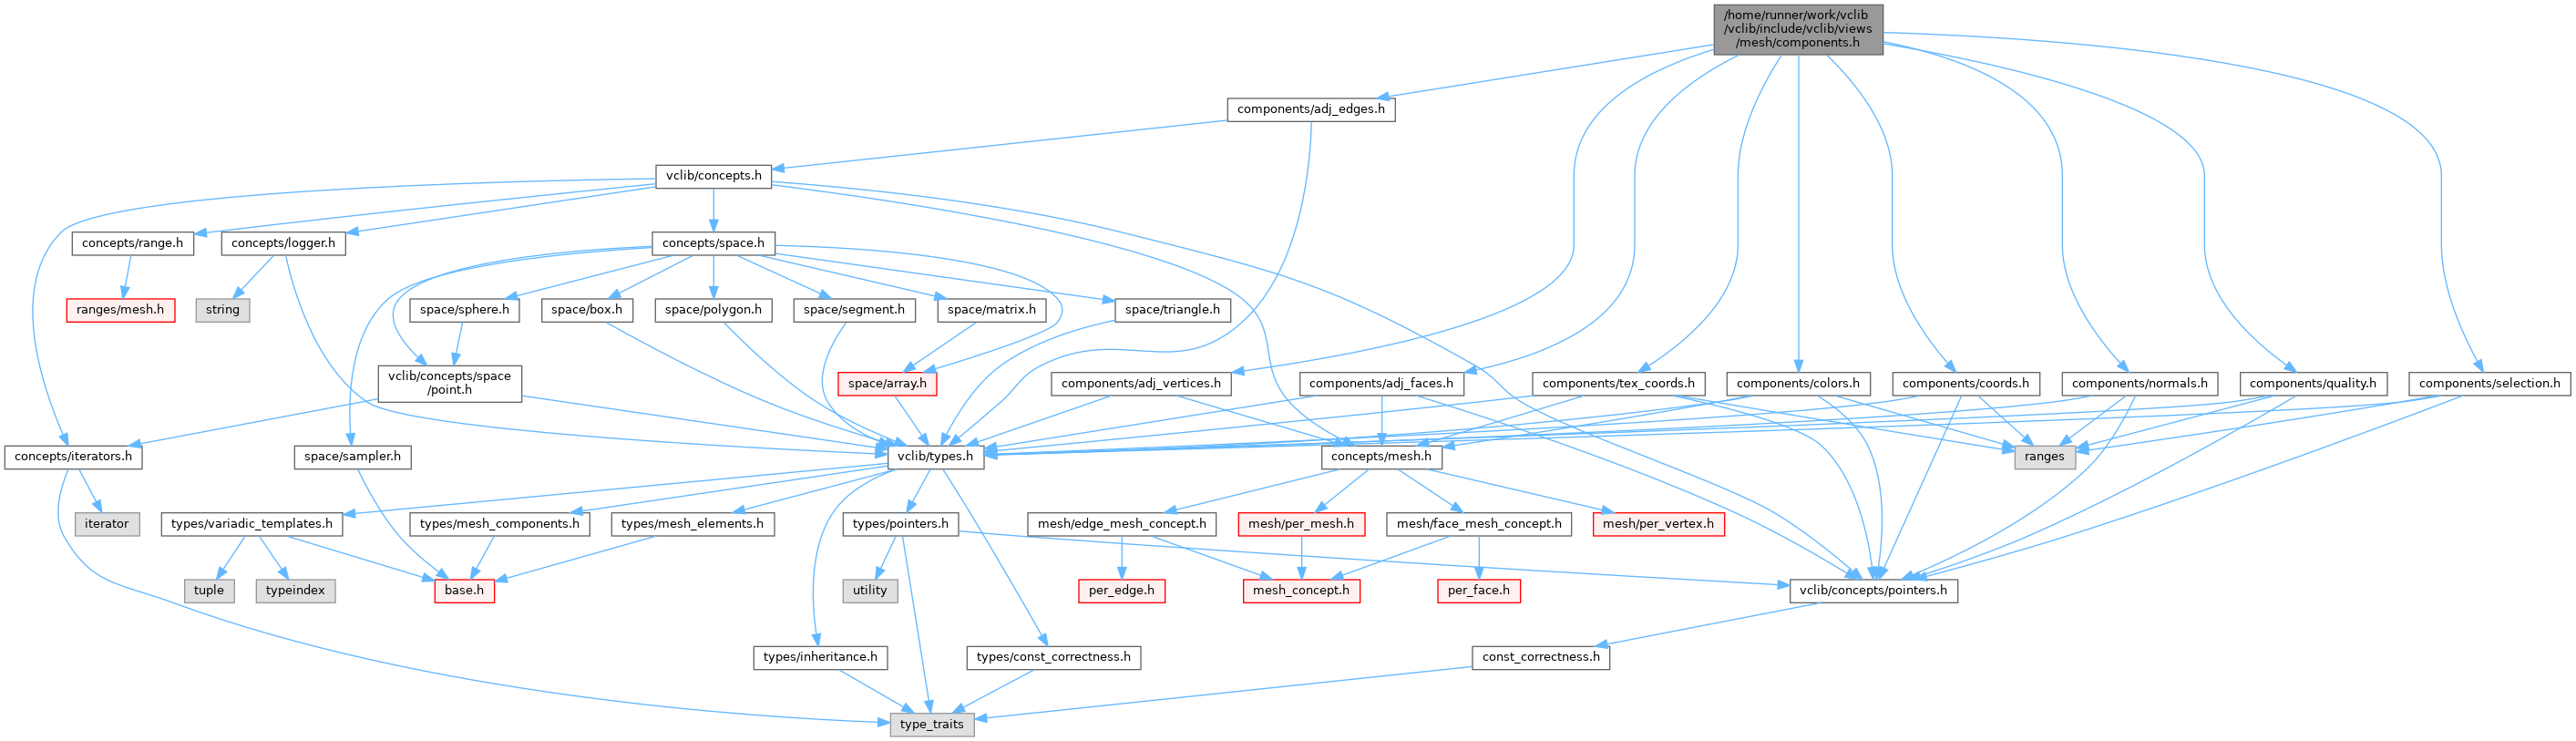 /home/runner/work/vclib
/vclib/include/vclib/views
/mesh/components.h
components/adj_edges.h
vclib/concepts.h
concepts/range.h
concepts/logger.h
concepts/space.h
ranges/mesh.h
string
space/sphere.h
space/box.h
space/polygon.h
space/segment.h
space/matrix.h
space/triangle.h
vclib/concepts/space
/point.h
space/array.h
components/adj_vertices.h
components/adj_faces.h
components/tex_coords.h
components/colors.h
components/coords.h
components/normals.h
components/quality.h
components/selection.h
concepts/iterators.h
space/sampler.h
vclib/types.h
concepts/mesh.h
ranges
iterator
types/variadic_templates.h
types/mesh_components.h
types/mesh_elements.h
types/pointers.h
mesh/edge_mesh_concept.h
mesh/per_mesh.h
mesh/face_mesh_concept.h
mesh/per_vertex.h
tuple
typeindex
base.h
utility
per_edge.h
mesh_concept.h
per_face.h
vclib/concepts/pointers.h
types/inheritance.h
types/const_correctness.h
const_correctness.h
type_traits